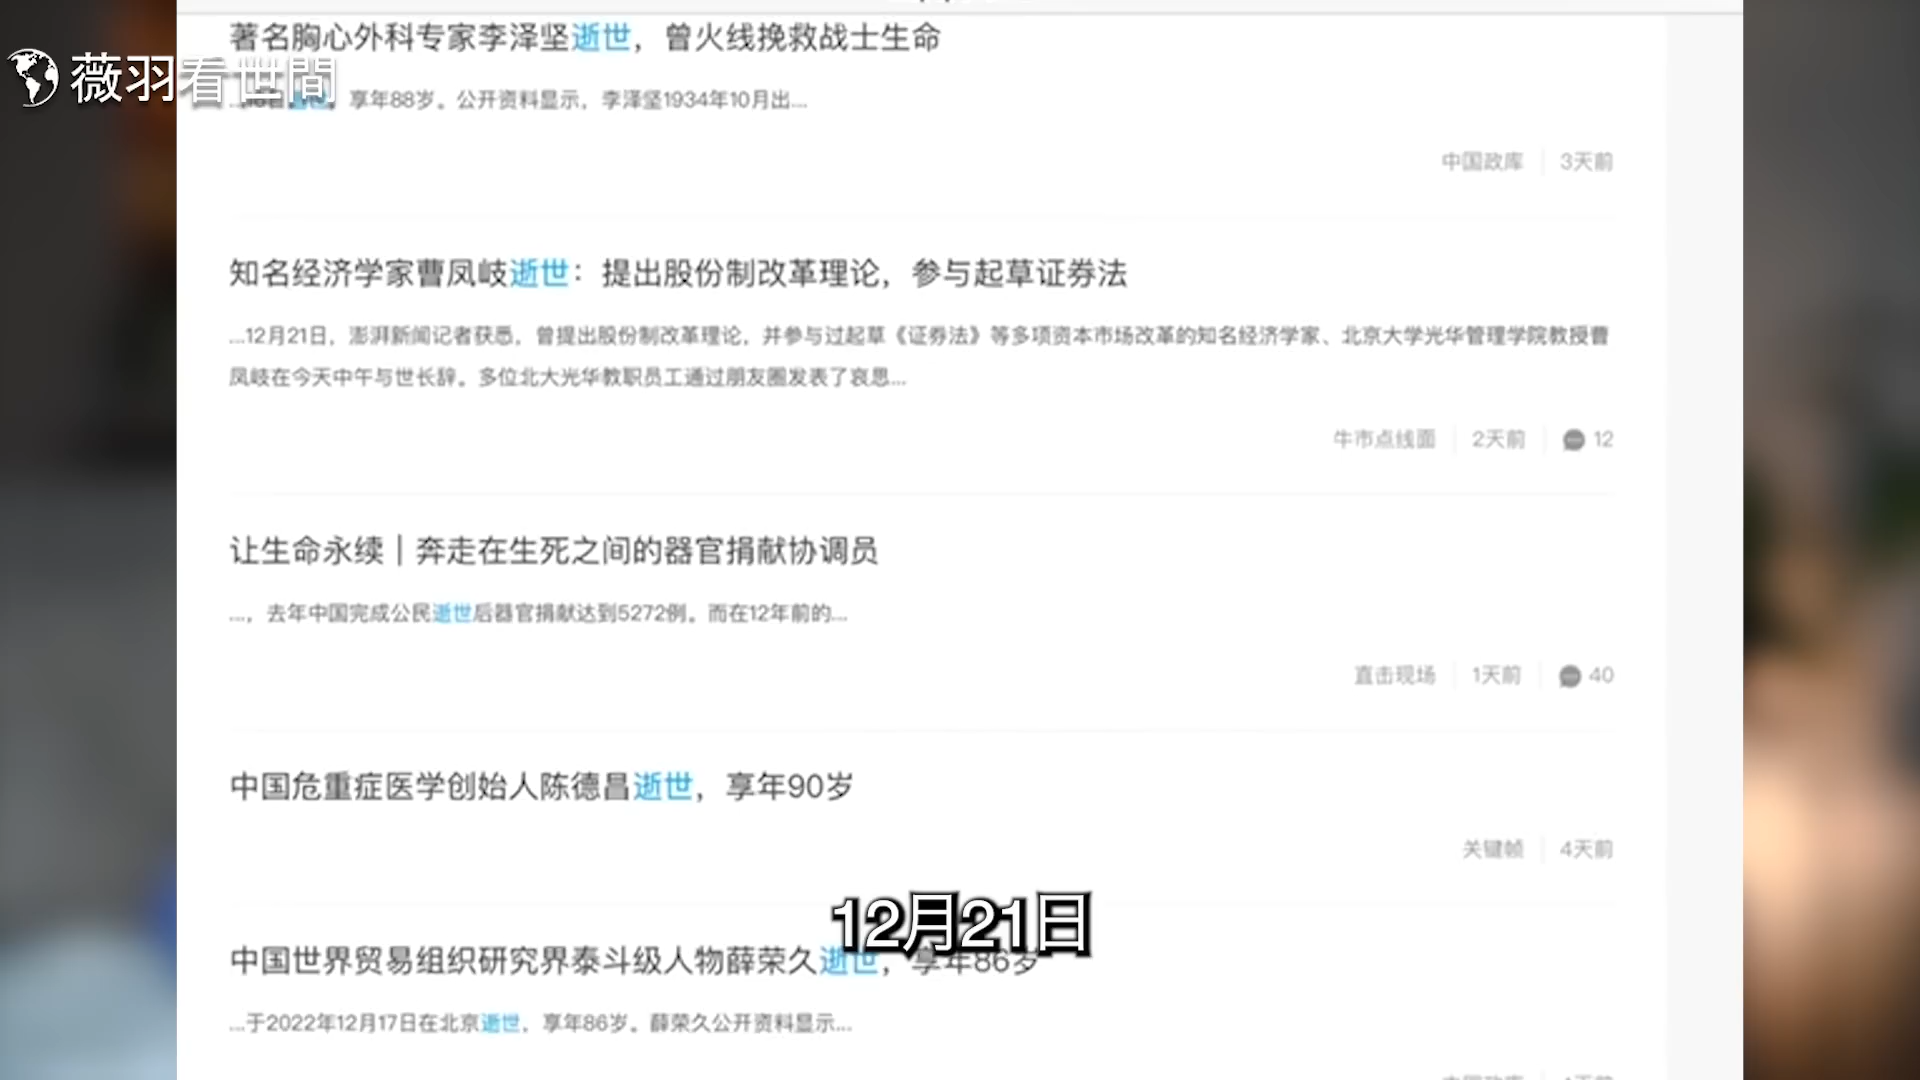 著名胸心外科专家李泽坚逝世，曾火线挽救战士生命
薇羽看世間
享年88岁。公开资料显示，李泽坚1934年10月出...
中国政库 3天前
知名经济学家曹凤岐逝世：提出股份制改革理论，参与起草证券法
...12月21日，澎湃新闻记者获悉，曾提出股份制改革理论，并参与过起草《证券法》等多项资本市场改革的知名经济学家、北京大学光华管理学院教授曹
凤岐在今天中午与世长辞。多位北大光华教职员工通过朋友圈发表了哀思...
牛市点线面 2天前 12
让生命永续｜奔走在生死之间的器官捐献协调员
...，去年中国完成公民逝世后器官捐献达到5272例。而在12年前的...
直击现场 1天前 40
中国危重症医学创始人陈德昌逝世，享年90岁
关键帧 4天前
12月21日
中国世界贸易组织研究界泰斗级人物薛荣久逝世，享年86岁
...于2022年12月17日在北京逝世，享年86岁。薛荣久公开资料显示...